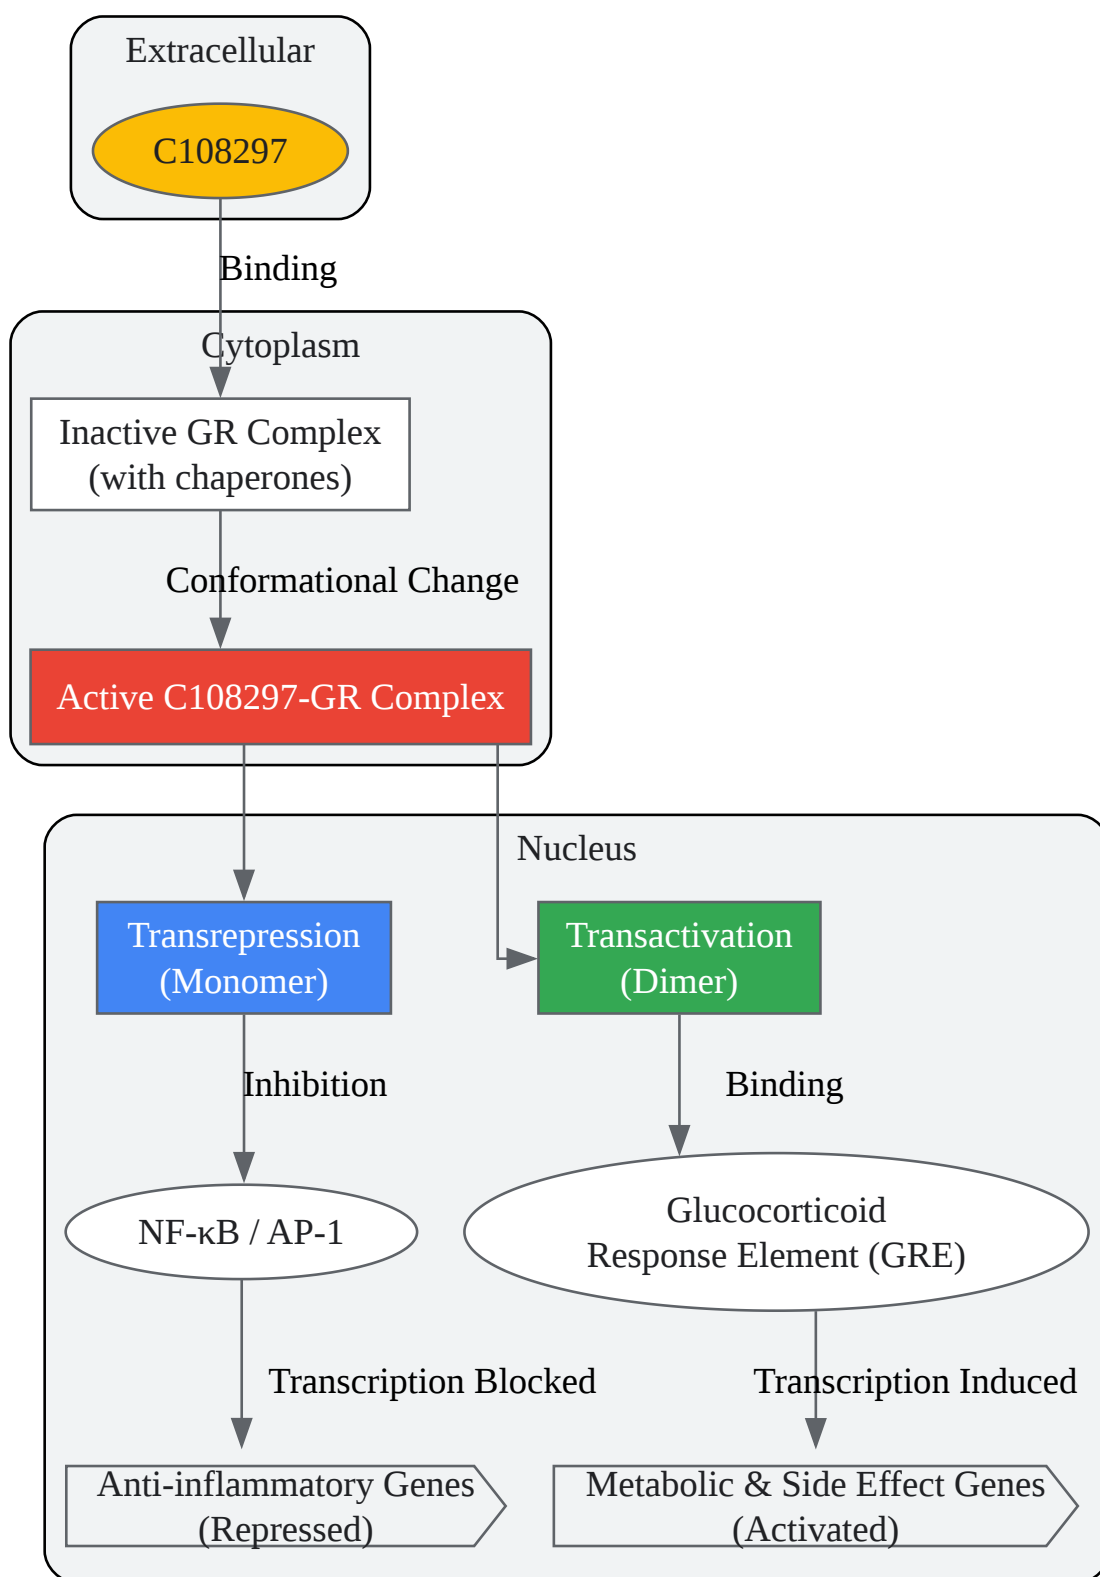 Extracellular
C108297
Binding
Cytoplasm
Inactive GR Complex
(with chaperones)
Conformational Change
Active C108297-GR Complex
Nucleus
Transrepression
(Monomer)
Transactivation
(Dimer)
Inhibition
Binding
NF-κB / AP-1
Glucocorticoid
Response Element (GRE)
Transcription Blocked
Transcription Induced
Anti-inflammatory Genes
(Repressed)
Metabolic & Side Effect Genes
(Activated)